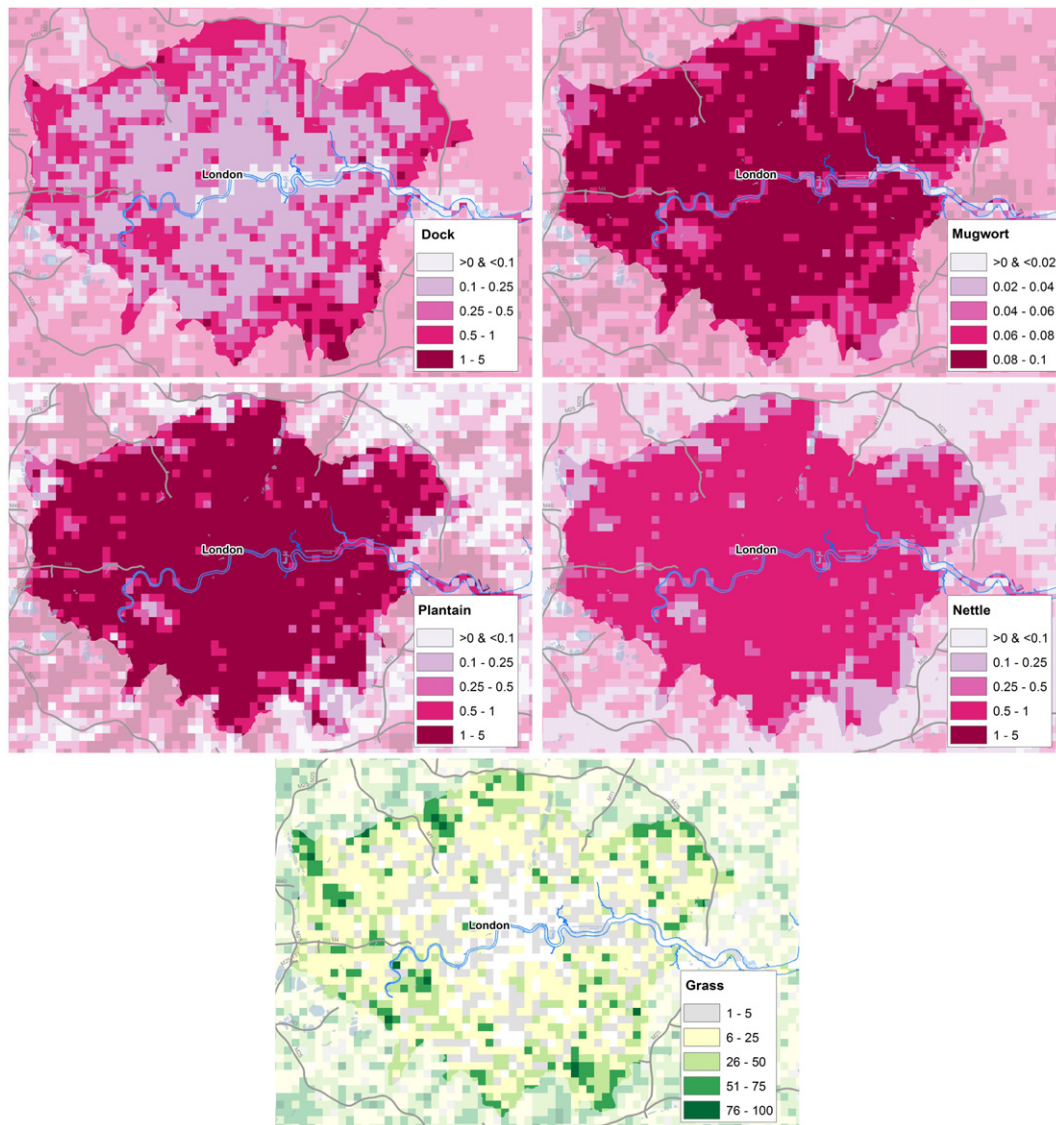 London
Dock
>0 & <0.1
0.1 - 0.25
0.25 - 0.5
0.5 - 1
1 - 5
London
Mugwort
>0 & <0.02
0.02 - 0.04
0.04 - 0.06
0.06 - 0.08
0.08 - 0.1
London
Plantain
>0 & <0.1
0.1 - 0.25
0.25 - 0.5
0.5 - 1
1 - 5
London
Nettle
>0 & <0.1
0.1 - 0.25
0.25 - 0.5
0.5 - 1
1 - 5
London
Grass
1 - 5
6 - 25
26 - 50
51 - 75
76 - 100